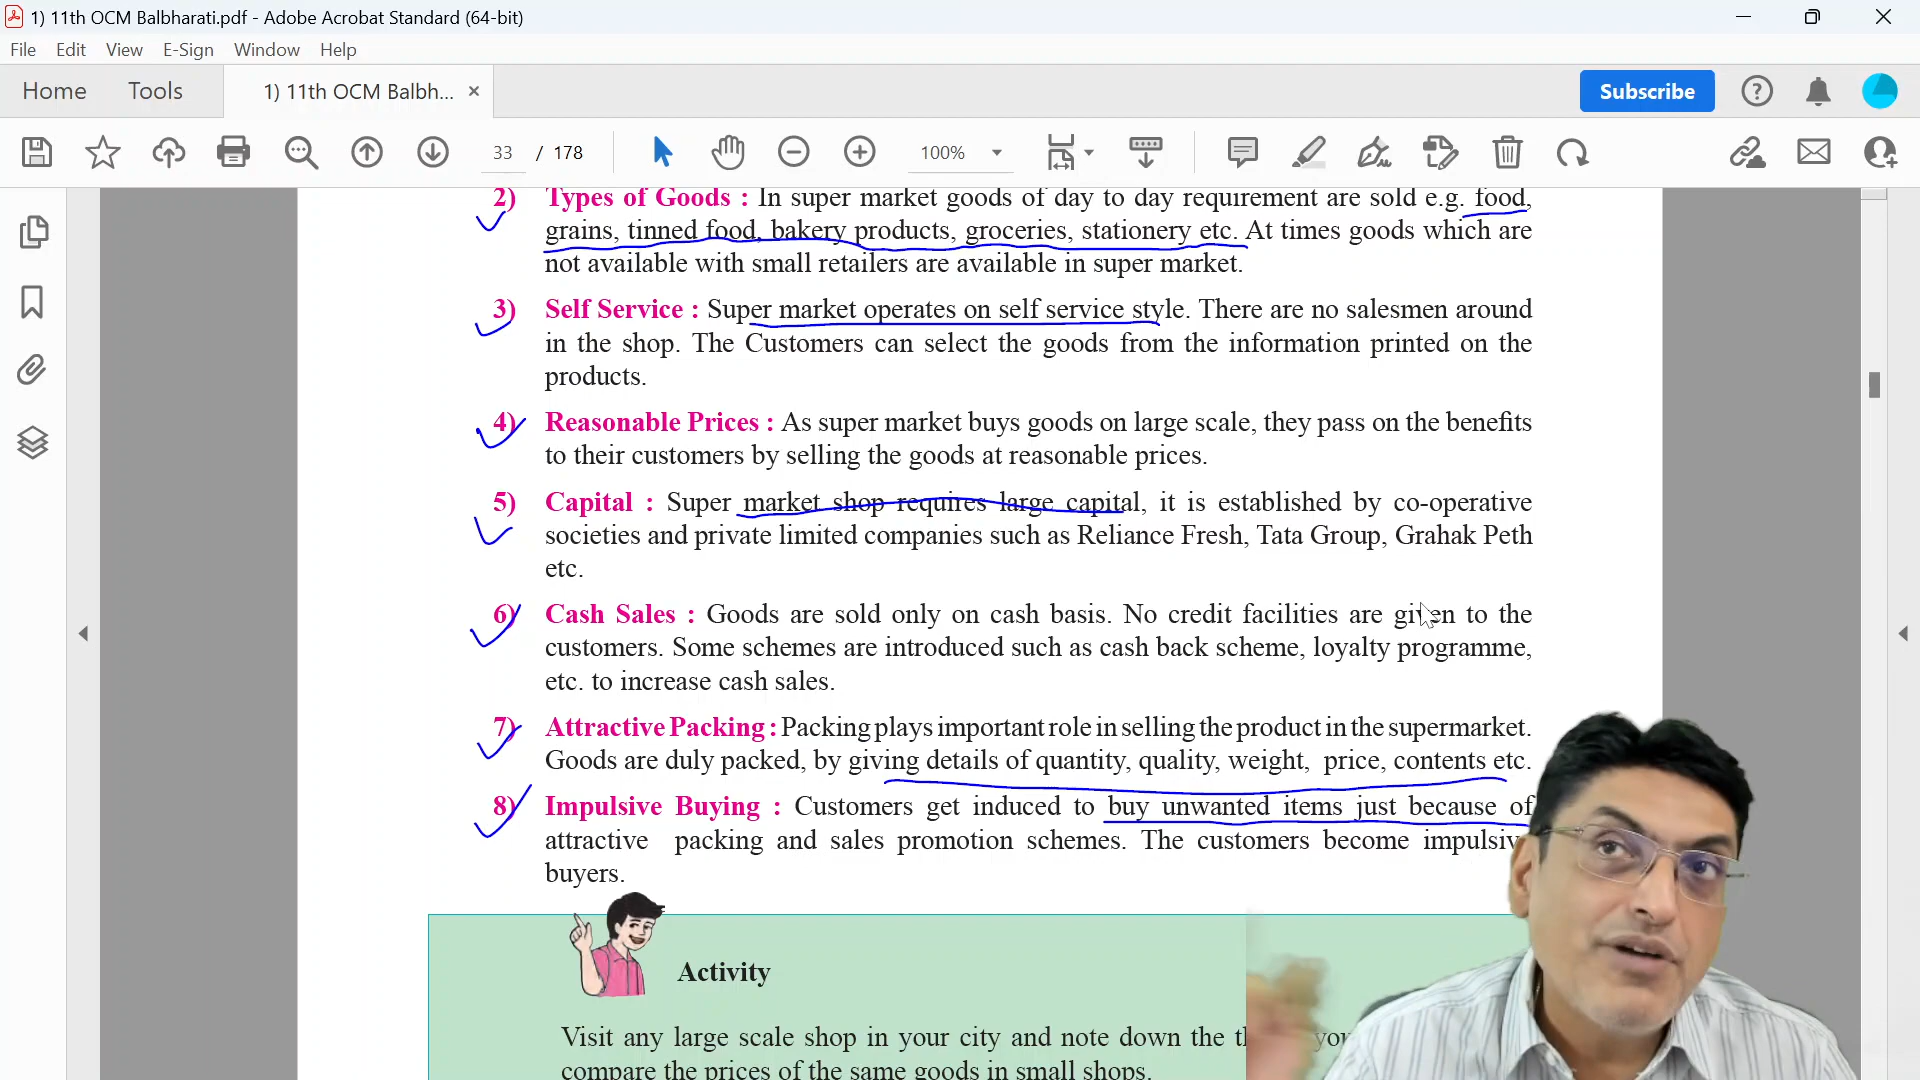 1) 11th OCM Balbharati.pdf - Adobe Acrobat Standard (64-bit)
File Edit View E-Sign Window Help
Home Tools 1) 11th OCM Balbh... × Subscribe
33 / 178 100%
2) Types of Goods : In super market goods of day to day requirement are sold e.g. food,
grains, tinned food, bakery products, groceries, stationery etc. At times goods which are
not available with small retailers are available in super market.
3) Self Service : Super market operates on self service style. There are no salesmen around
in the shop. The Customers can select the goods from the information printed on the
products.
4) Reasonable Prices : As super market buys goods on large scale, they pass on the benefits
to their customers by selling the goods at reasonable prices.
5) Capital : Super market shop requires large capital, it is established by co-operative
societies and private limited companies such as Reliance Fresh, Tata Group, Grahak Peth
etc.
6) Cash Sales : Goods are sold only on cash basis. No credit facilities are given to the
customers. Some schemes are introduced such as cash back scheme, loyalty programme,
etc. to increase cash sales.
7) Attractive Packing : Packing plays important role in selling the product in the supermarket.
Goods are duly packed, by giving details of quantity, quality, weight, price, contents etc.
8) Impulsive Buying : Customers get induced to buy unwanted items just because of
attractive packing and sales promotion schemes. The customers become impulsive
buyers.
Activity
Visit any large scale shop in your city and note down the
compare the prices of the same goods in small shops.